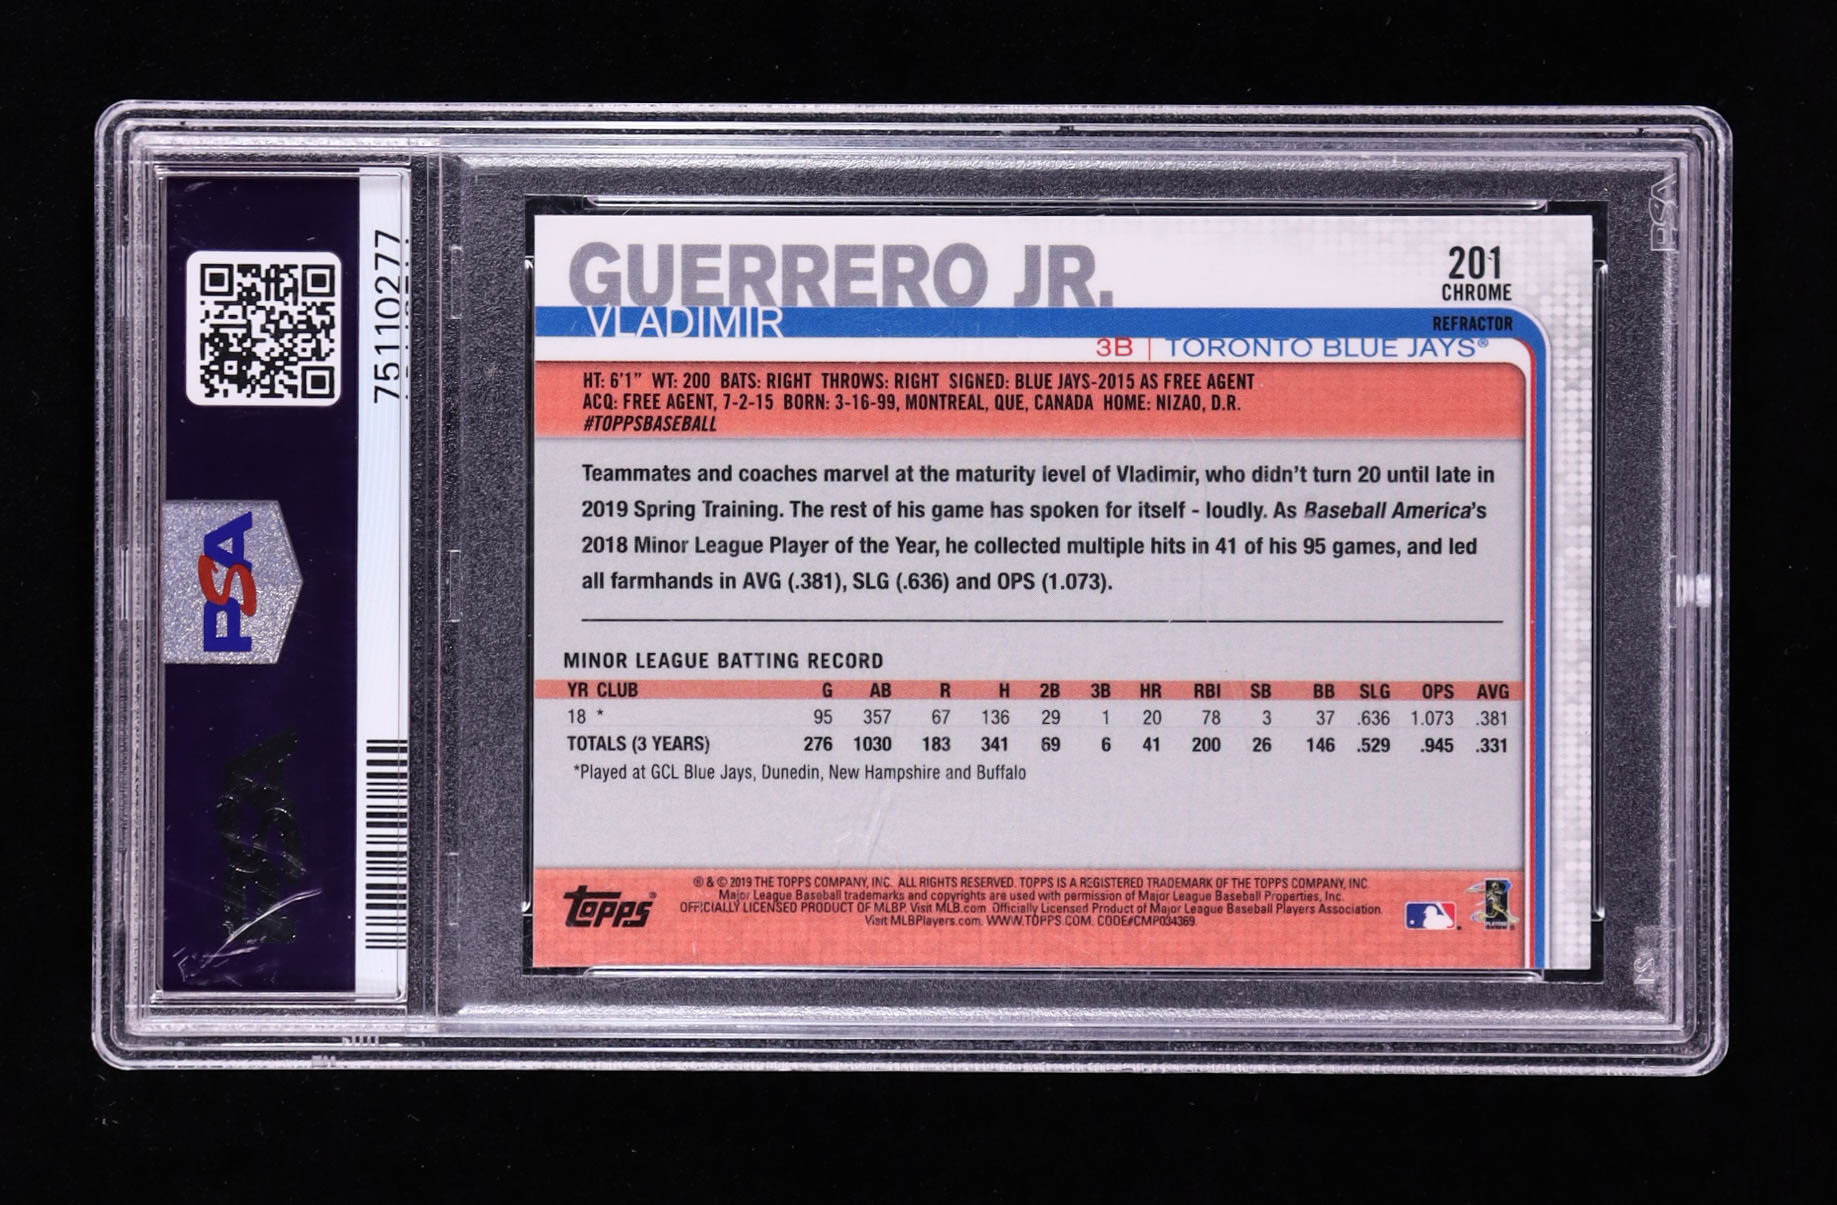 75110277
PSA
PSA
PSA
GUERRERO JR.
VLADIMIR
201
CHROME
REFRACTOR
3B | TORONTO BLUE JAYS®
HT: 6'1" WT: 200 BATS: RIGHT THROWS: RIGHT SIGNED: BLUE JAYS-2015 AS FREE AGENT
ACQ: FREE AGENT, 7-2-15 BORN: 3-16-99, MONTREAL, QUE, CANADA HOME: NIZAO, D.R.
#TOPPSBASEBALL
Teammates and coaches marvel at the maturity level of Vladimir, who didn't turn 20 until late in
2019 Spring Training. The rest of his game has spoken for itself - loudly. As Baseball America's
2018 Minor League Player of the Year, he collected multiple hits in 41 of his 95 games, and led
all farmhands in AVG (.381), SLG (.636) and OPS (1.073).
MINOR LEAGUE BATTING RECORD
YR CLUB G AB R H 2B 3B HR RBI SB BB SLG OPS AVG
18 * 95 357 67 136 29 1 20 78 3 37 .636 1.073 .381
TOTALS (3 YEARS) 276 1030 183 341 69 6 41 200 26 146 .529 .945 .331
*Played at GCL Blue Jays, Dunedin, New Hampshire and Buffalo
Topps®
® & © 2019 THE TOPPS COMPANY, INC. ALL RIGHTS RESERVED. TOPPS IS A REGISTERED TRADEMARK OF THE TOPPS COMPANY, INC.
Major League Baseball trademarks and copyrights are used with permission of Major League Baseball Properties, Inc.
OFFICIALLY LICENSED PRODUCT OF MLBP. Visit MLB.com. Officially Licensed Product of Major League Baseball Players Association.
Visit MLBPlayers.com. WWW.TOPPS.COM. CODE#CMP034369.